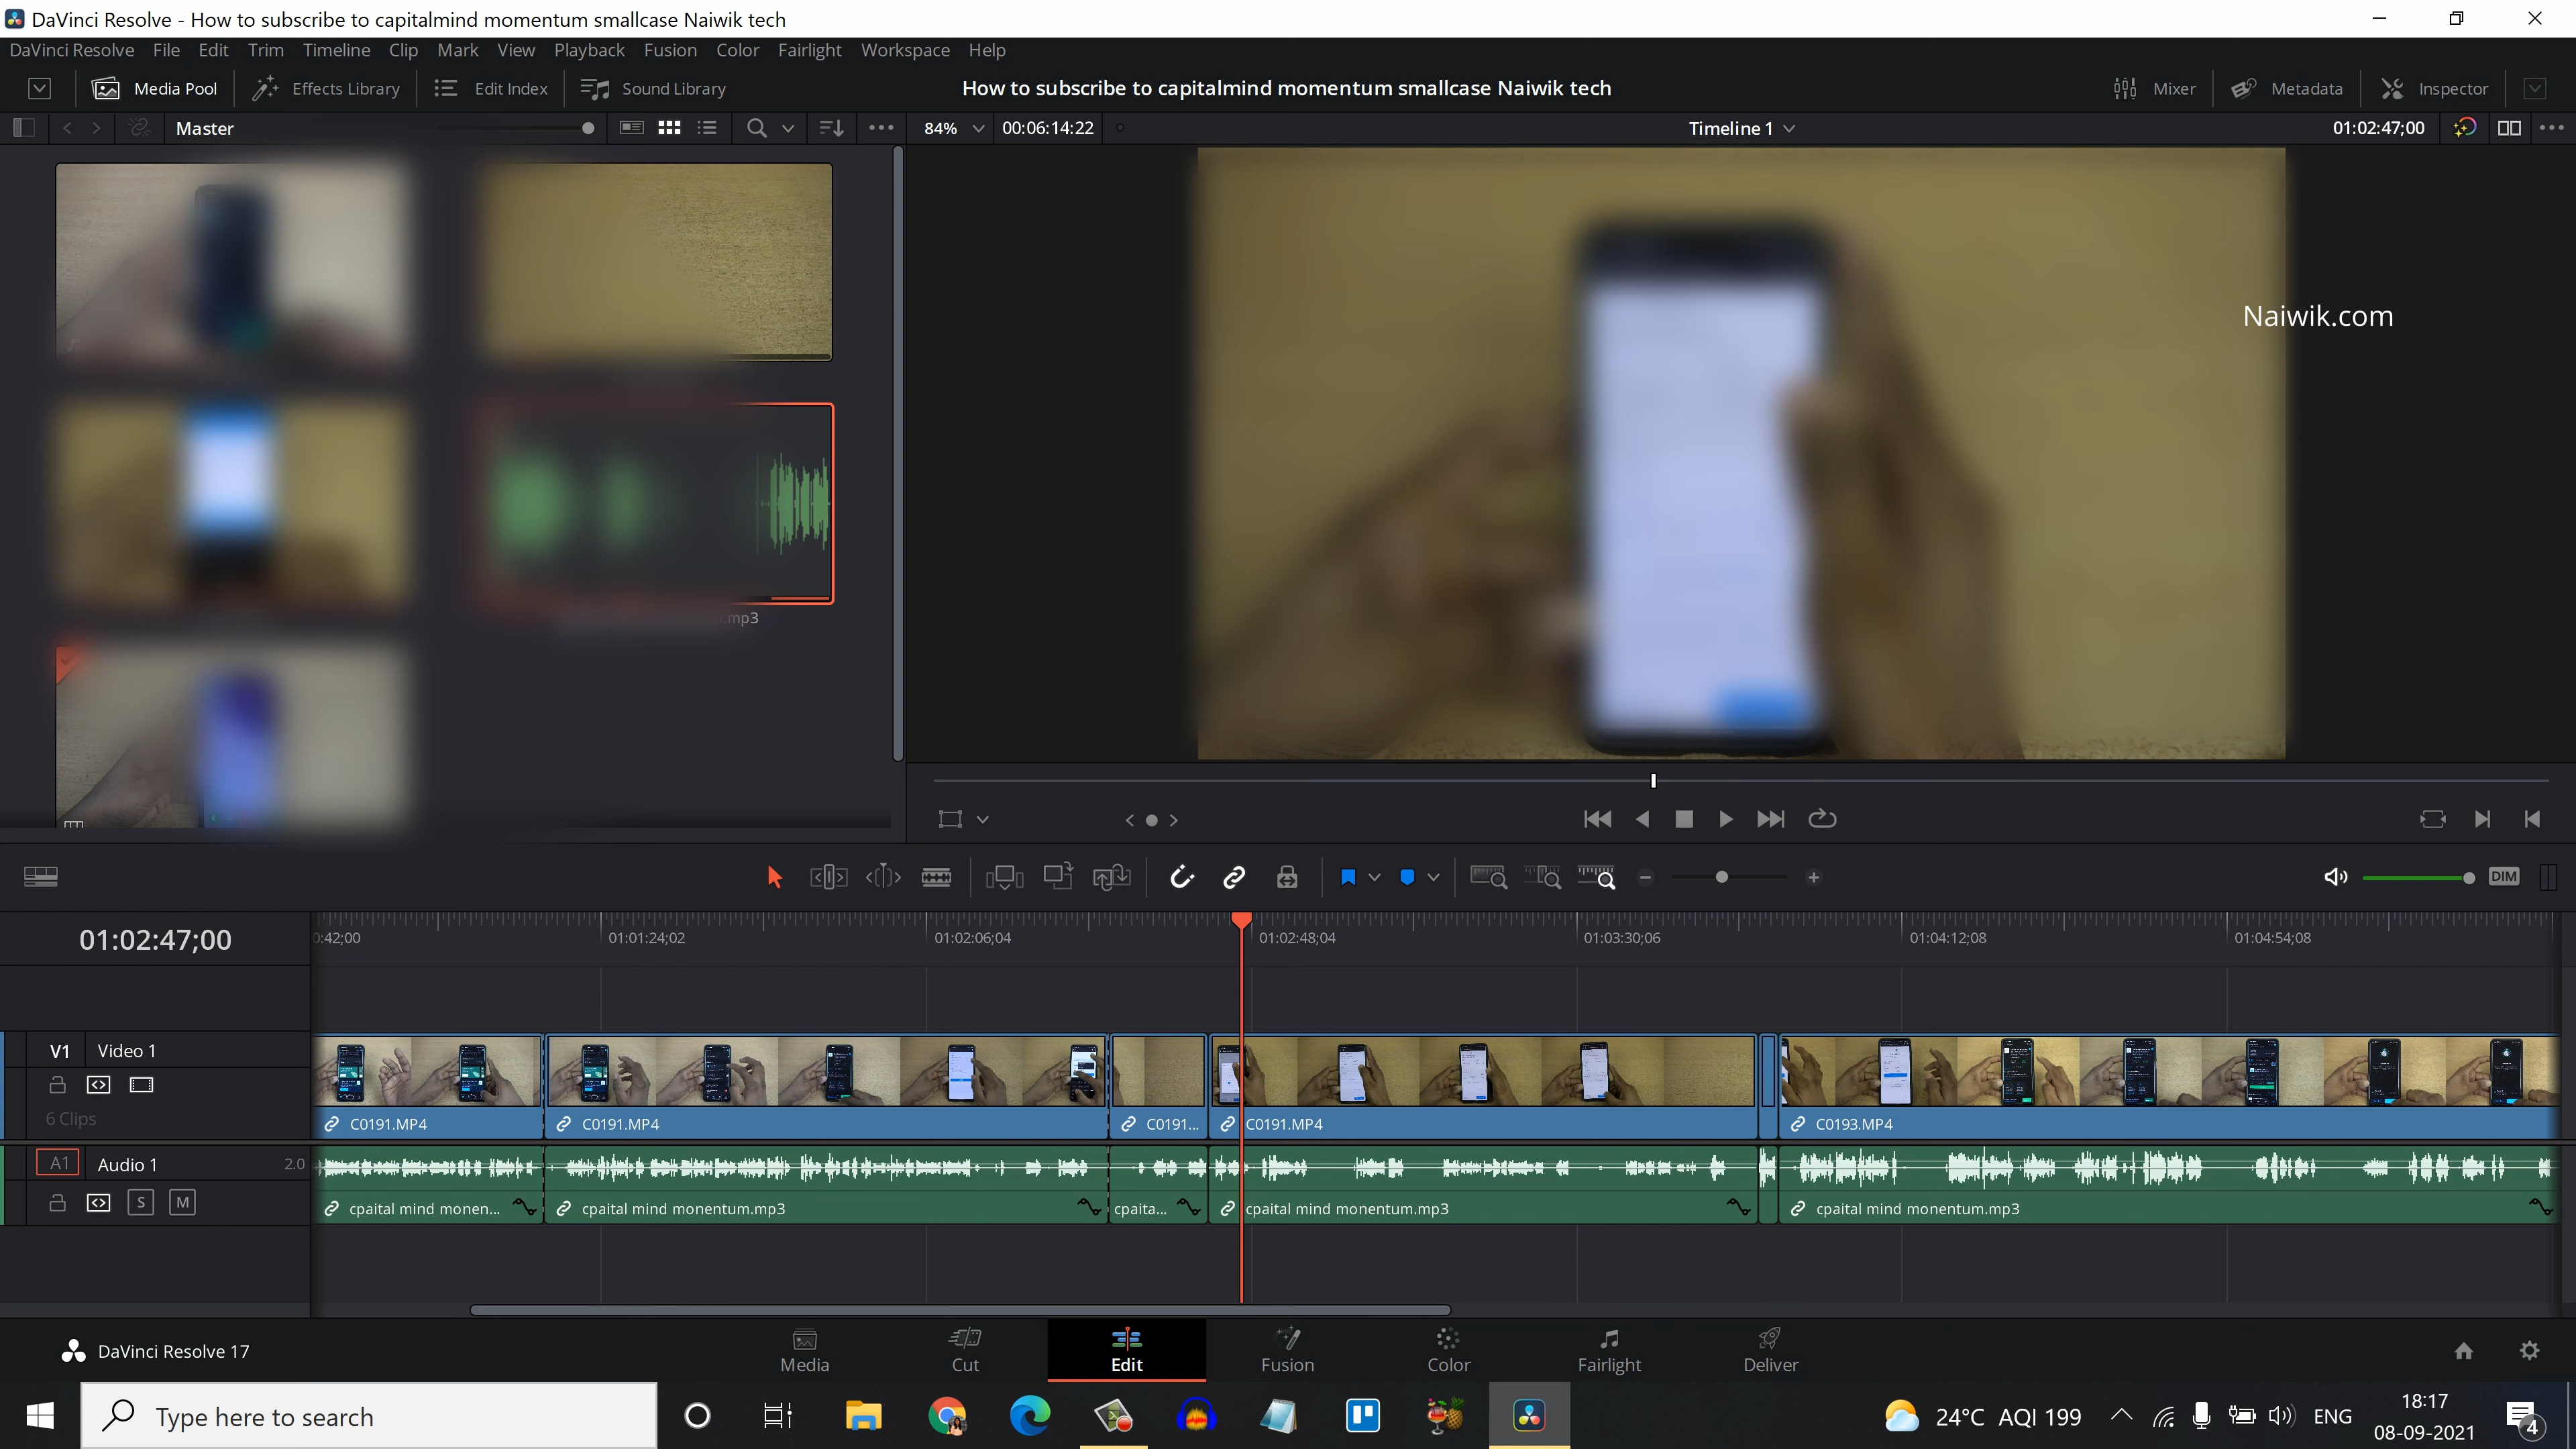 DaVinci Resolve - How to subscribe to capitalmind momentum smallcase Naiwik tech
DaVinci Resolve File Edit Trim Timeline Clip Mark View Playback Fusion Color Fairlight Workspace Help
Media Pool Effects Library Edit Index Sound Library How to subscribe to capitalmind momentum smallcase Naiwik tech Mixer Metadata Inspector
Master 84% 00:06:14:22 Timeline 1 01:02:47;00
Naiwik.com
.mp3
DIM
01:02:47;00 0:42;00 01:01:24;02 01:02:06;04 01:02:48;04 01:03:30;06 01:04:12;08 01:04:54;08
V1 Video 1
6 Clips
C0191.MP4 C0191.MP4 C0191... C0191.MP4 C0193.MP4
A1 Audio 1 2.0
S M
cpaital mind monen... cpaital mind monentum.mp3 cpaita... cpaital mind monentum.mp3 cpaital mind monentum.mp3
DaVinci Resolve 17 Media Cut Edit Fusion Color Fairlight Deliver
Type here to search 24°C AQI 199 ENG 18:17
08-09-2021 4